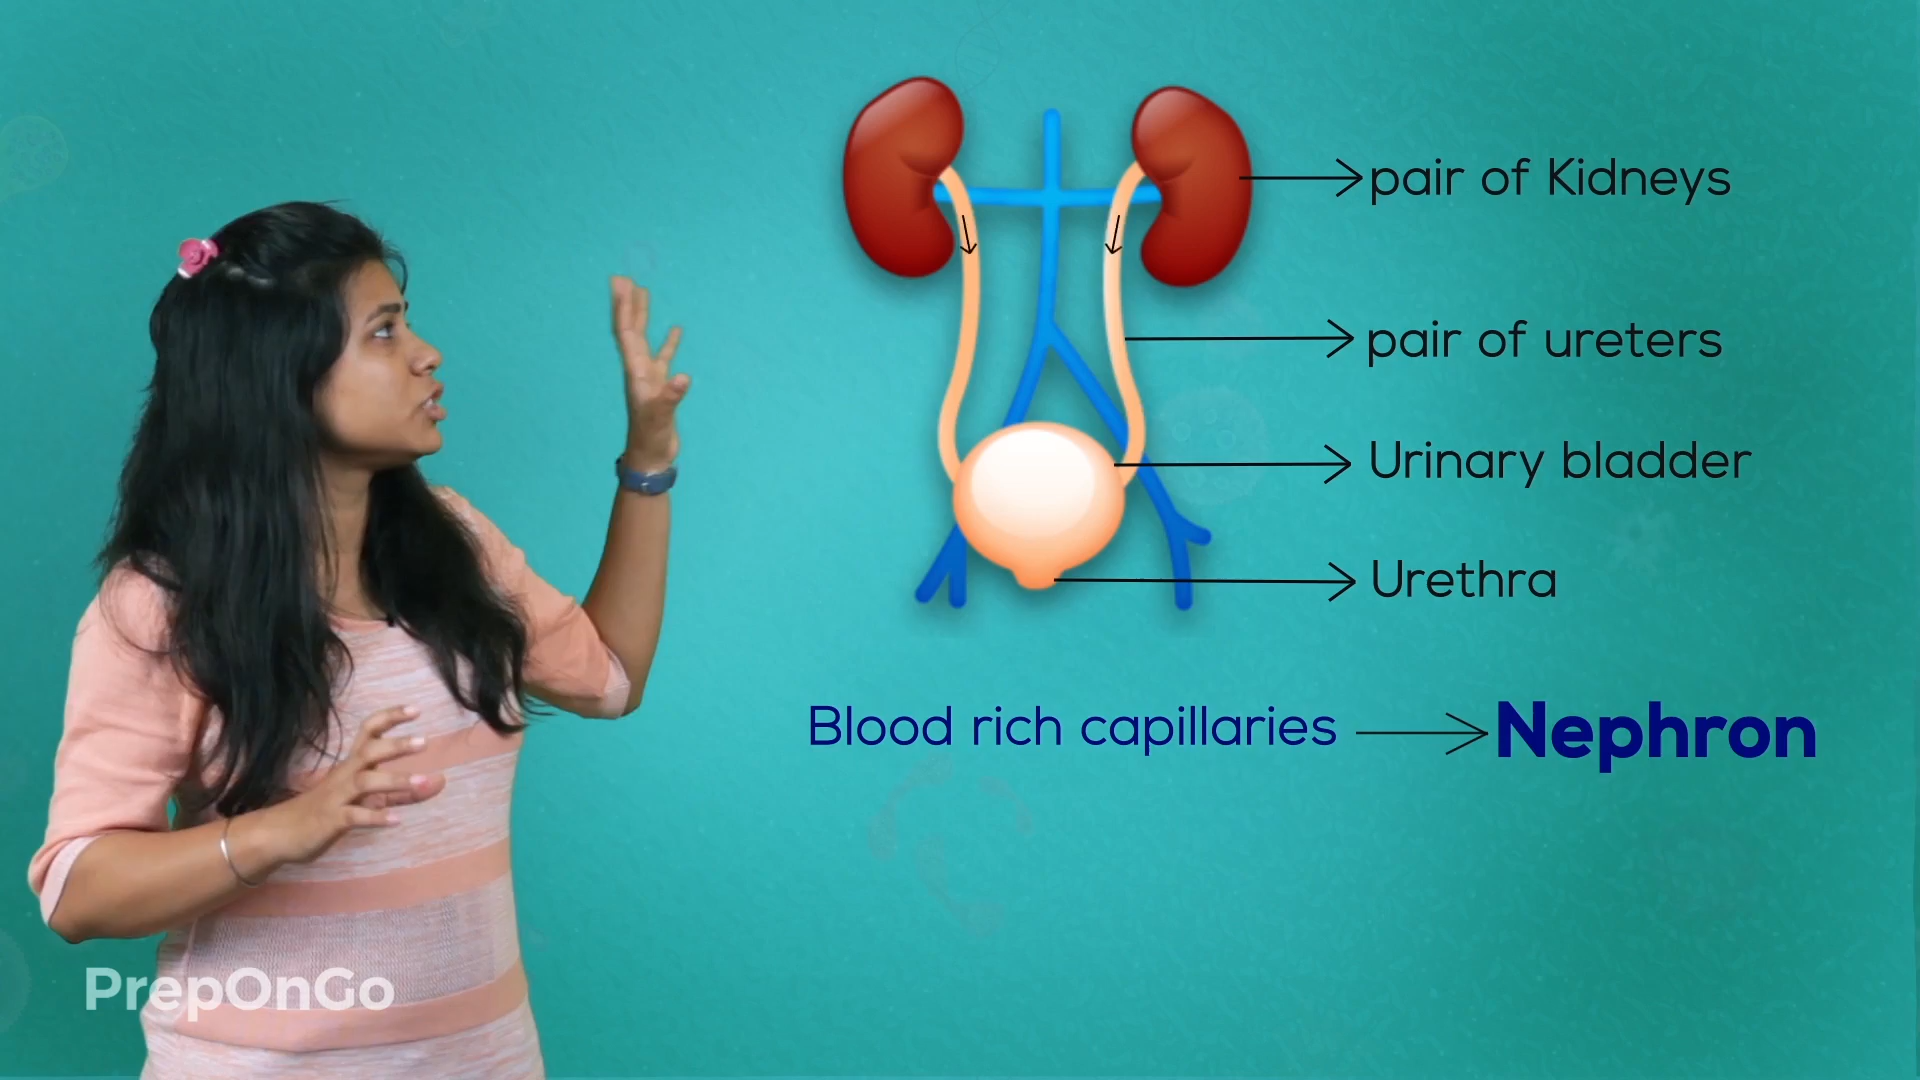 pair of Kidneys
pair of ureters
Urinary bladder
Urethra
Blood rich capillaries
Nephron
PrepOnGo